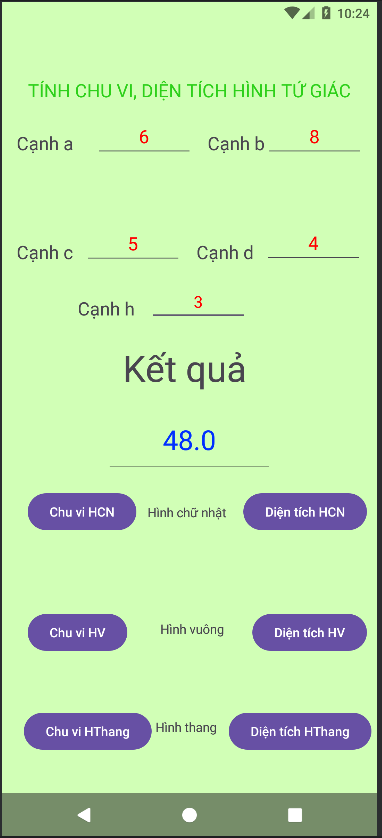 10:24
TÍNH CHU VI, DIỆN TÍCH HÌNH TỨ GIÁC
Cạnh a 6 Cạnh b 8
Cạnh c 5 Cạnh d 4
Cạnh h 3
Kết quả
48.0
Chu vi HCN Hình chữ nhật Diện tích HCN
Chu vi HV Hình vuông Diện tích HV
Chu vi HThang Hình thang Diện tích HThang